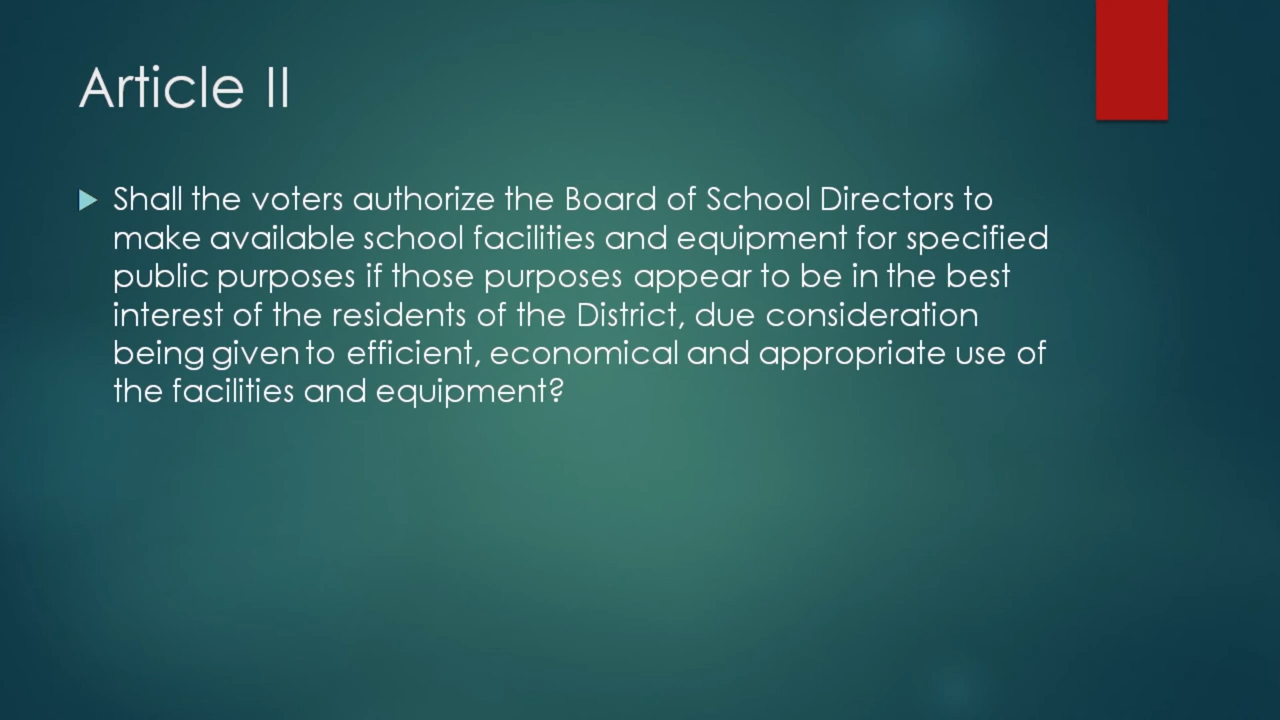 Article II
Shall the voters authorize the Board of School Directors to
make available school facilities and equipment for specified
public purposes if those purposes appear to be in the best
interest of the residents of the District, due consideration
being given to efficient, economical and appropriate use of
the facilities and equipment?